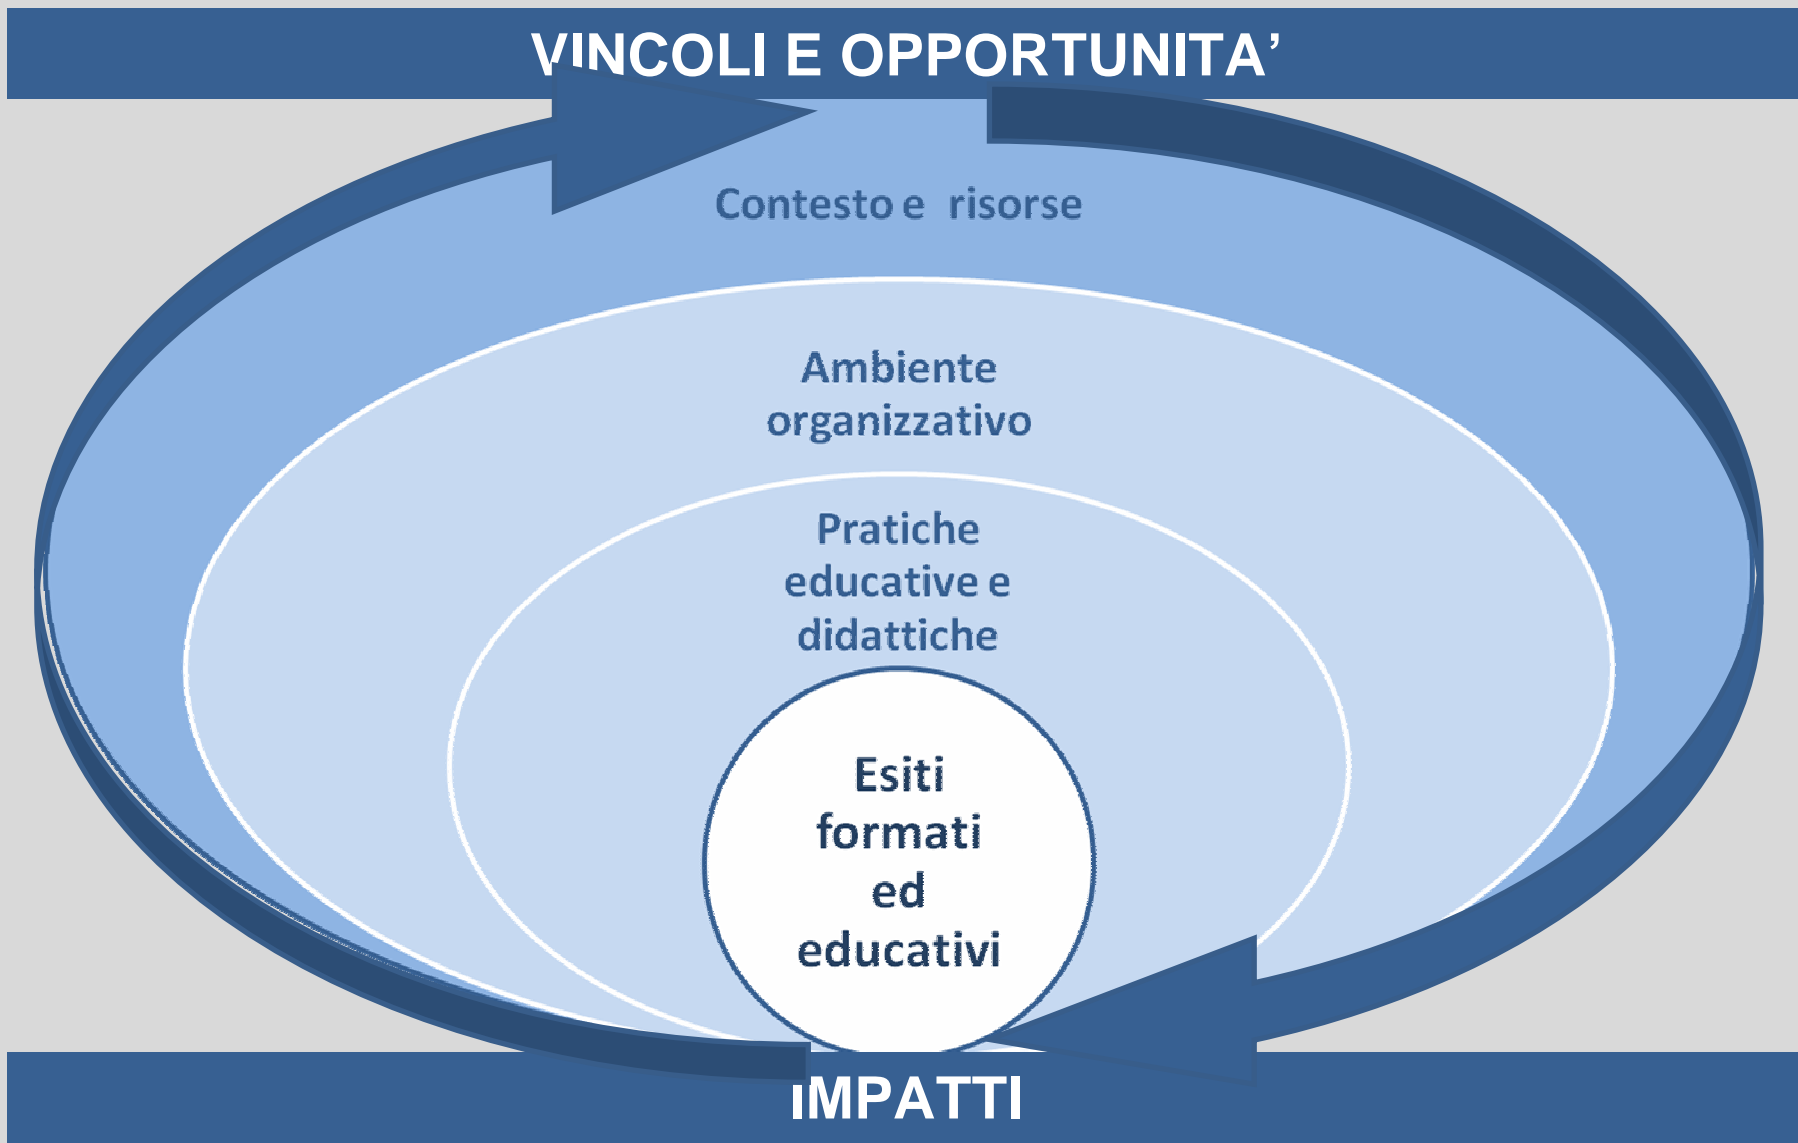 VINCOLI E OPPORTUNITA’
Contesto e risorse
Ambiente
organizzativo
Pratiche
educative e
didattiche
Esiti
formati
ed
educativi
IMPATTI